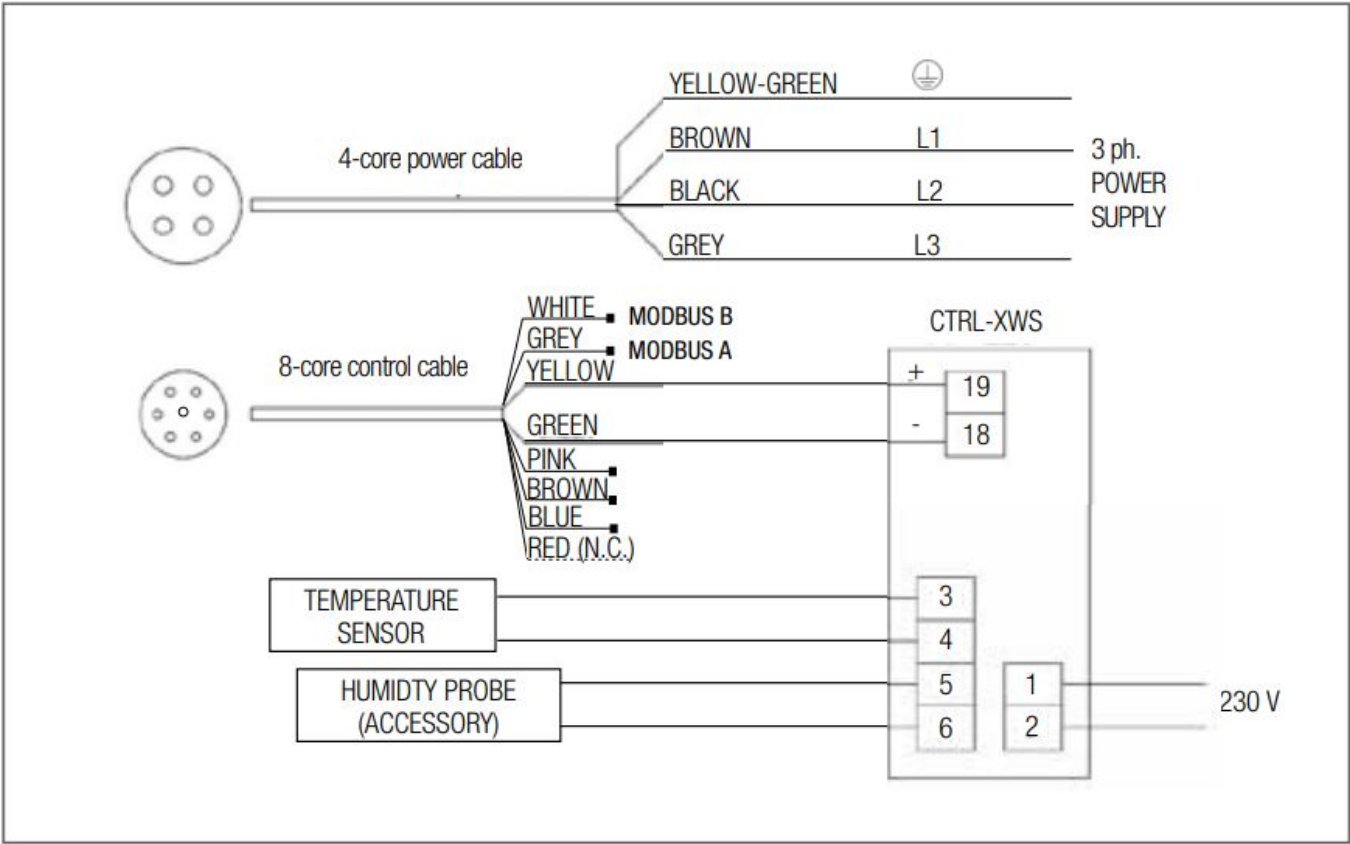 YELLOW-GREEN
4-core power cable
BROWN L1
BLACK L2
GREY L3
3 ph.
POWER
SUPPLY
8-core control cable
WHITE MODBUS B
GREY MODBUS A
YELLOW
GREEN
PINK
BROWN
BLUE
RED (N.C.)
CTRL-XWS
+ 19
- 18
TEMPERATURE
SENSOR
3
4
HUMIDTY PROBE
(ACCESSORY)
5
6
1
2
230 V